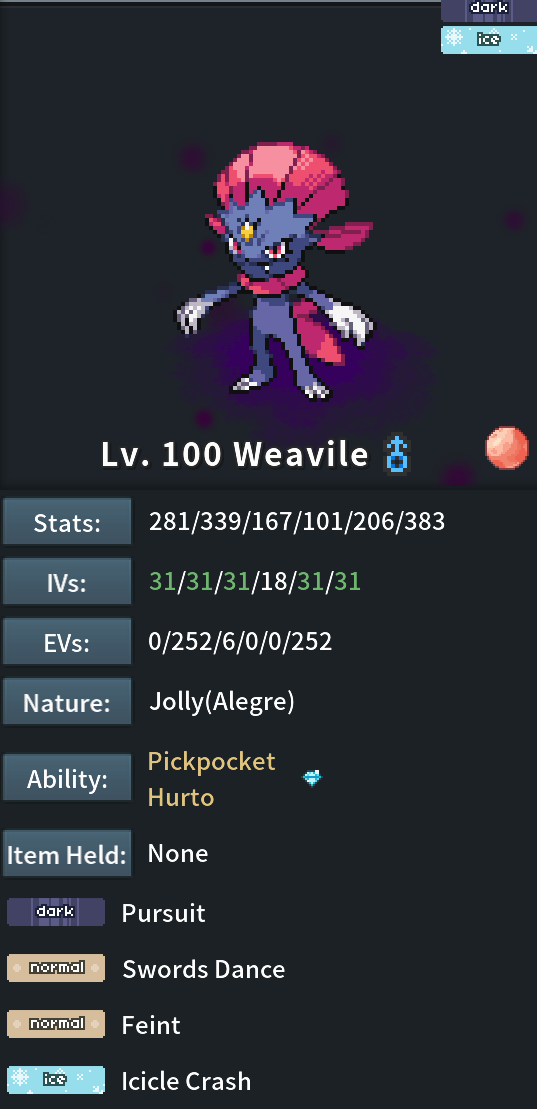 dark
ice
Lv. 100 Weavile
Stats: 281/339/167/101/206/383
IVs: 31/31/31/18/31/31
EVs: 0/252/6/0/0/252
Nature: Jolly(Alegre)
Ability: Pickpocket
Hurto
Item Held: None
dark Pursuit
normal Swords Dance
normal Feint
ice Icicle Crash